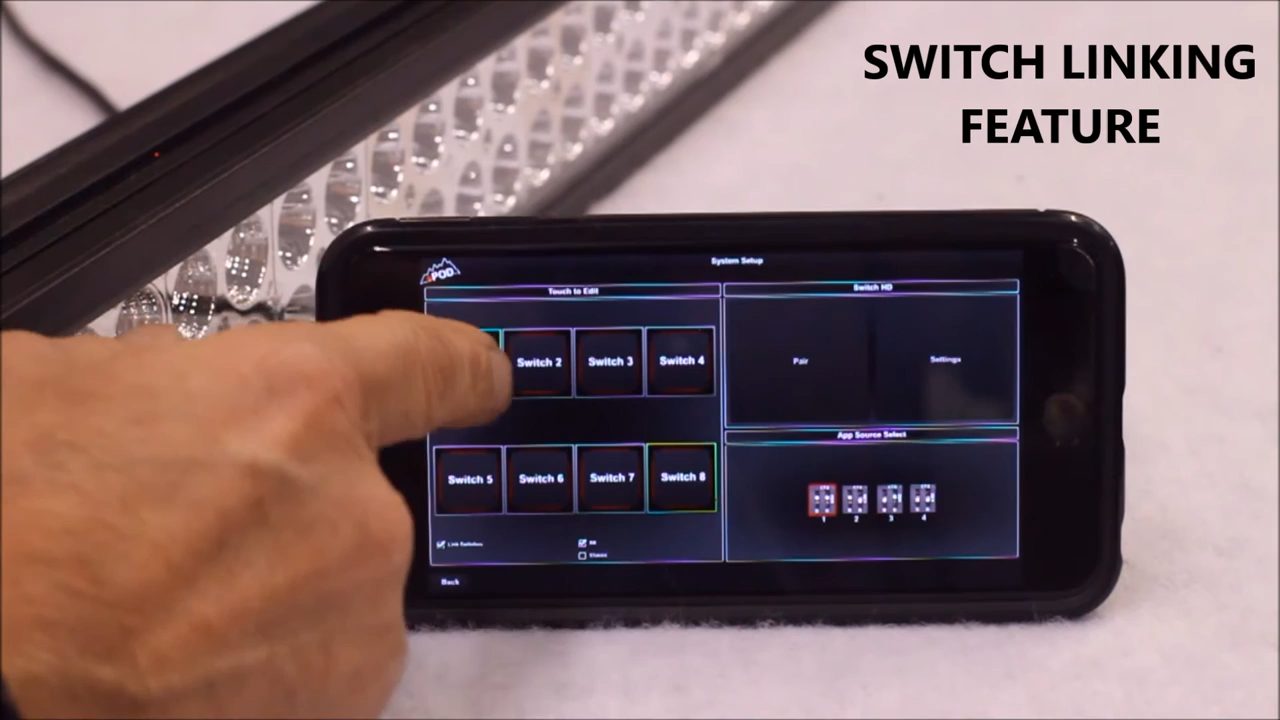 SWITCH LINKING
FEATURE
sPOD
System Setup
Touch to Edit
Switch HD
Switch 2
Switch 3
Switch 4
Pair
Settings
App Source Select
Switch 5
Switch 6
Switch 7
Switch 8
1
2
3
4
Link Switches
Back